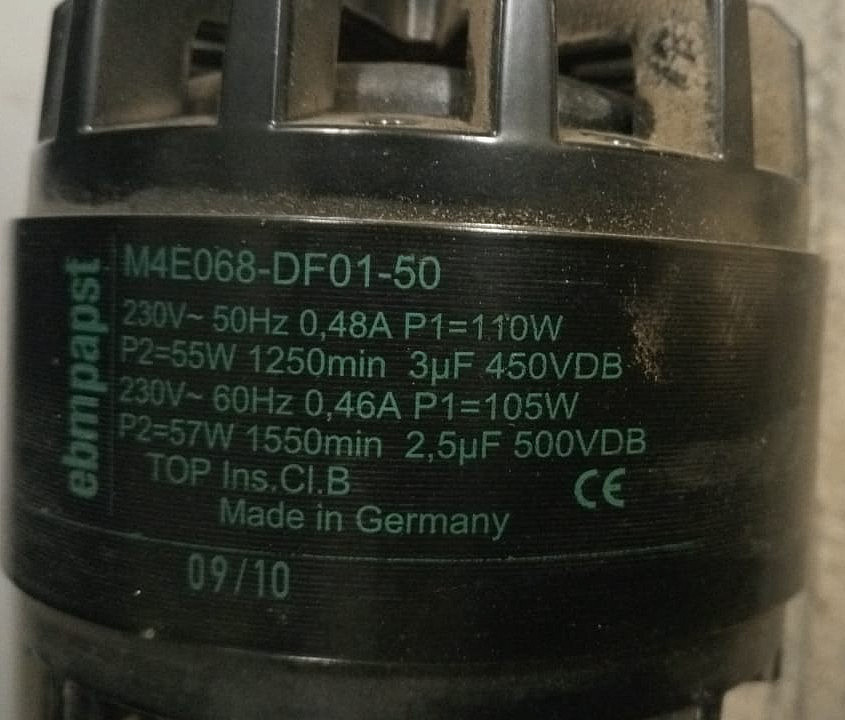 ebmpapst
M4E068-DF01-50
230V~ 50Hz 0,48A P1=110W
P2=55W 1250min 3µF 450VDB
230V~ 60Hz 0,46A P1=105W
P2=57W 1550min 2,5µF 500VDB
TOP Ins.Cl.B
CE
Made in Germany
09/10